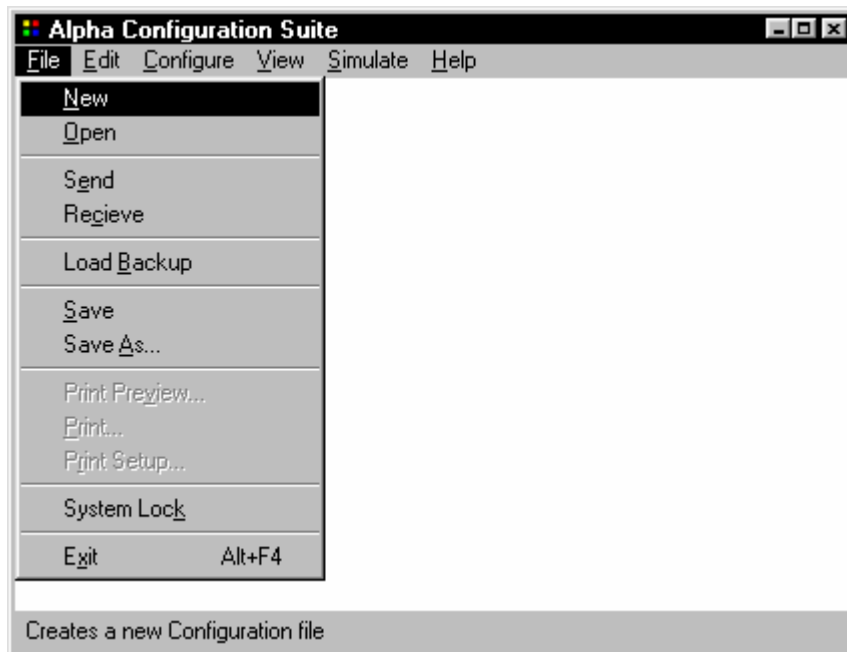 Alpha Configuration Suite
File Edit Configure View Simulate Help
New
Open
Send
Recieve
Load Backup
Save
Save As...
Print Preview...
Print...
Print Setup...
System Lock
Exit Alt+F4
Creates a new Configuration file